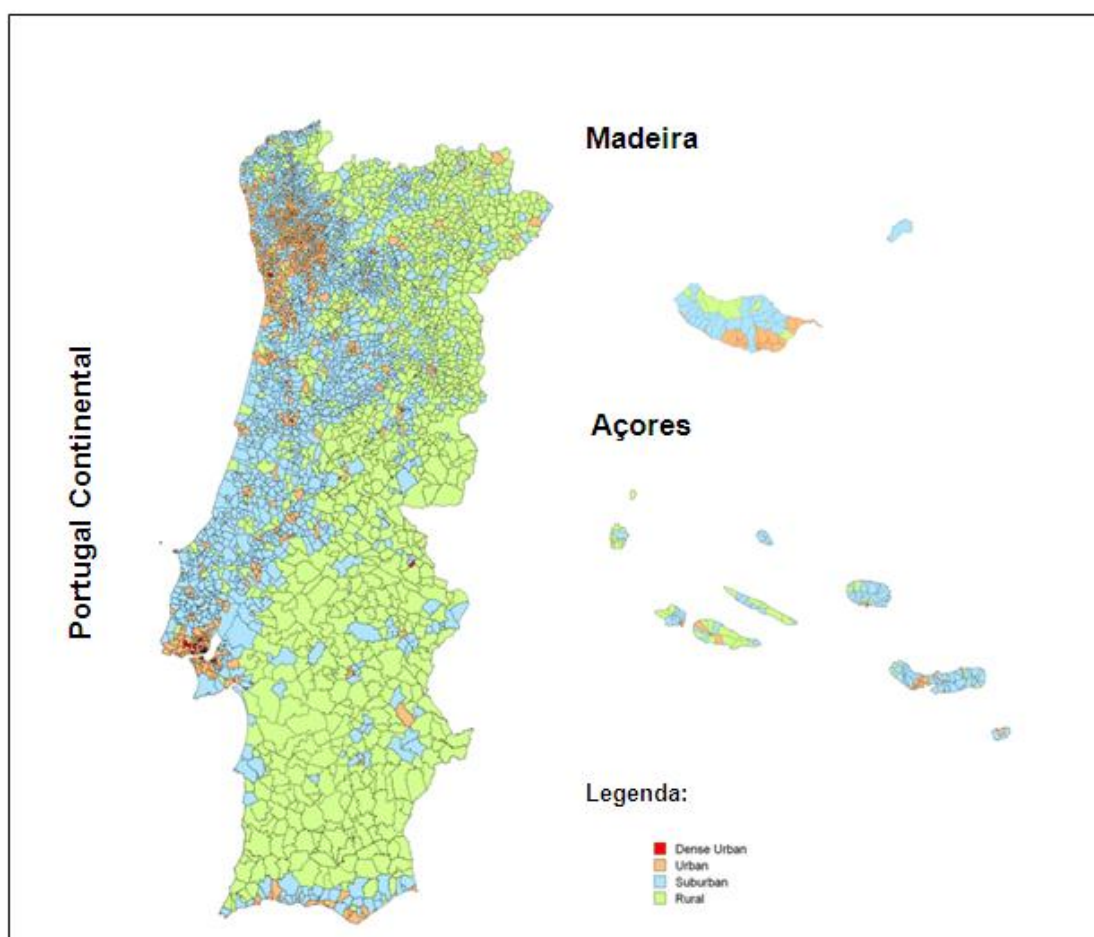 Madeira
Portugal Continental
Açores
Legenda:
Dense Urban
Urban
Suburban
Rural